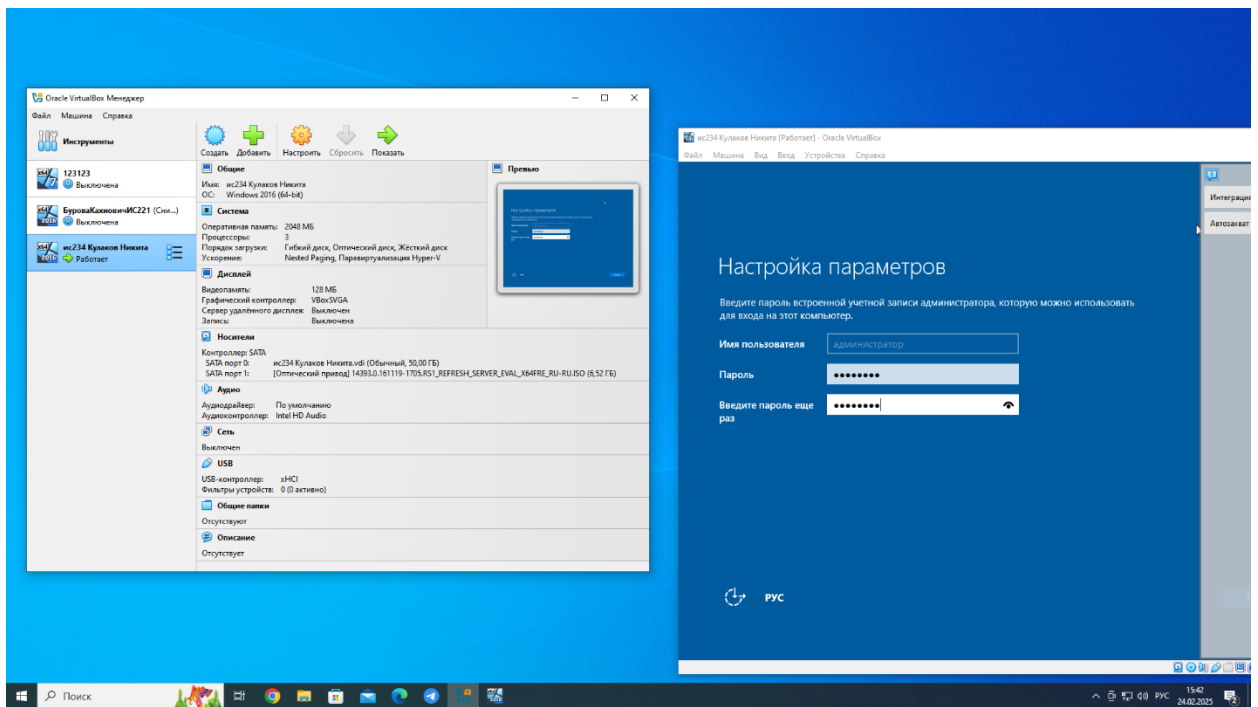 Oracle VirtualBox Менеджер
Файл Машина Справка
Инструменты
Создать Добавить Настроить Сбросить Показать
123123
Выключена
БуроваКахновичИС221 (Сни...)
Выключена
ис234 Кулаков Никита
Работает
Общие
Имя: ис234 Кулаков Никита
ОС: Windows 2016 (64-bit)
Система
Оперативная память: 2048 МБ
Процессоры: 3
Порядок загрузки: Гибкий диск, Оптический диск, Жёсткий диск
Ускорение: Nested Paging, Паравиртуализация Hyper-V
Дисплей
Видеопамять: 128 МБ
Графический контроллер: VBoxSVGA
Сервер удалённого дисплея: Выключен
Запись: Выключена
Носители
Контроллер: SATA
SATA порт 0: ис234 Кулаков Никита.vdi (Обычный, 50,00 ГБ)
SATA порт 1: [Оптический привод] 14393.0.161119-1705.RS1_REFRESH_SERVER_EVAL_X64FRE_RU-RU.ISO (6,52 ГБ)
Аудио
Аудиодрайвер: По умолчанию
Аудиоконтроллер: Intel HD Audio
Сеть
Выключен
USB
USB-контроллер: xHCI
Фильтры устройств: 0 (0 активно)
Общие папки
Отсутствуют
Описание
Отсутствует
Превью
Настройка параметров
ис234 Кулаков Никита [Работает] - Oracle VirtualBox
Файл Машина Вид Ввод Устройства Справка
Интеграция
Автозахват
Настройка параметров
Введите пароль встроенной учетной записи администратора, которую можно использовать
для входа на этот компьютер.
Имя пользователя администратор
Пароль
Введите пароль еще
раз
РУС
Поиск
РУС
15:42
24.02.2025
2